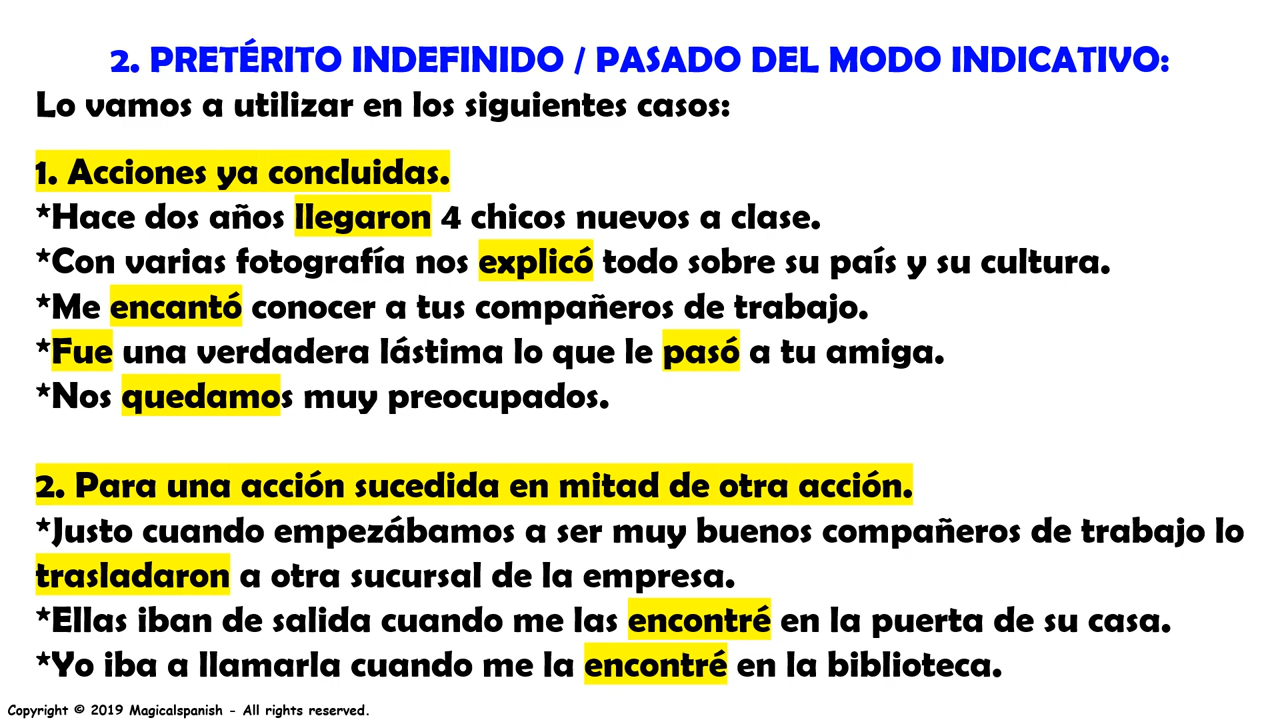 2. PRETÉRITO INDEFINIDO / PASADO DEL MODO INDICATIVO:
Lo vamos a utilizar en los siguientes casos:
1. Acciones ya concluidas.
*Hace dos años llegaron 4 chicos nuevos a clase.
*Con varias fotografía nos explicó todo sobre su país y su cultura.
*Me encantó conocer a tus compañeros de trabajo.
*Fue una verdadera lástima lo que le pasó a tu amiga.
*Nos quedamos muy preocupados.
2. Para una acción sucedida en mitad de otra acción.
*Justo cuando empezábamos a ser muy buenos compañeros de trabajo lo
trasladaron a otra sucursal de la empresa.
*Ellas iban de salida cuando me las encontré en la puerta de su casa.
*Yo iba a llamarla cuando me la encontré en la biblioteca.
Copyright © 2019 Magicalspanish - All rights reserved.